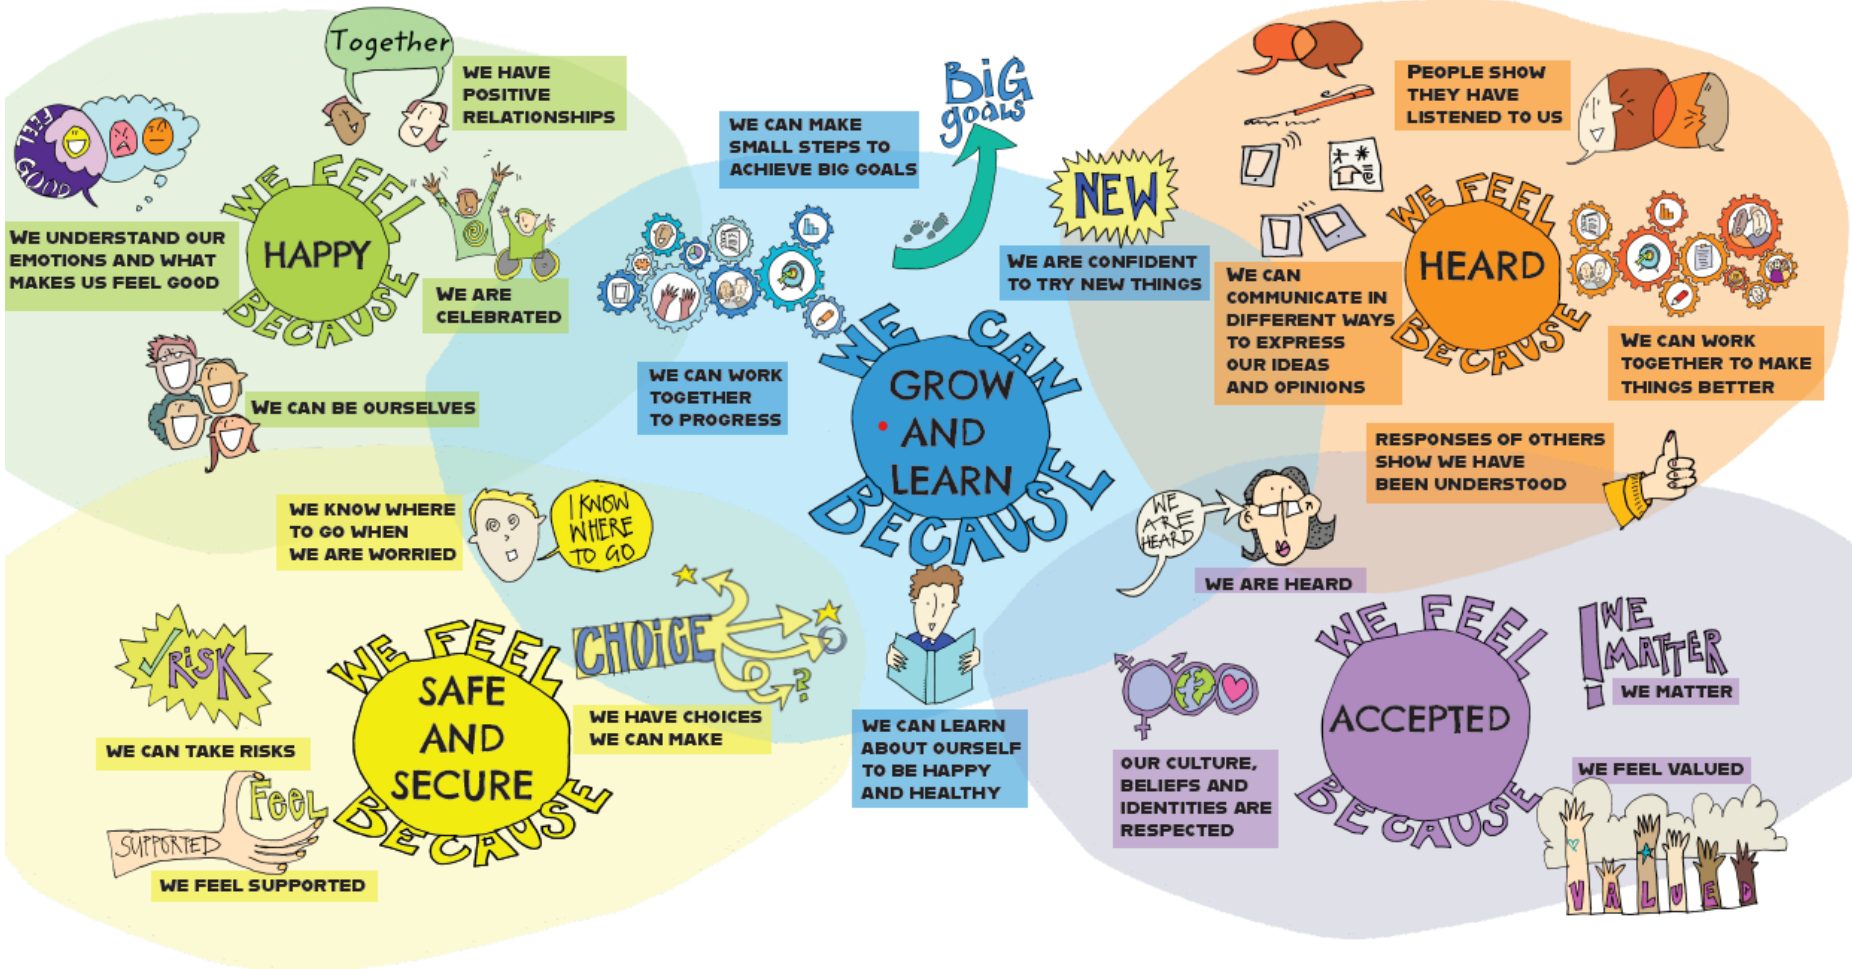 Together
WE HAVE
POSITIVE
RELATIONSHIPS
FEEL GOOD
WE FEEL
HAPPY
BECAUSE
WE UNDERSTAND OUR
EMOTIONS AND WHAT
MAKES US FEEL GOOD
WE ARE
CELEBRATED
WE CAN BE OURSELVES
BIG
goals
WE CAN MAKE
SMALL STEPS TO
ACHIEVE BIG GOALS
NEW
WE ARE CONFIDENT
TO TRY NEW THINGS
WE CAN WORK
TOGETHER
TO PROGRESS
WE CAN
GROW
AND
LEARN
BECAUSE
WE CAN LEARN
ABOUT OURSELF
TO BE HAPPY
AND HEALTHY
PEOPLE SHOW
THEY HAVE
LISTENED TO US
WE FEEL
HEARD
BECAUSE
WE CAN
COMMUNICATE IN
DIFFERENT WAYS
TO EXPRESS
OUR IDEAS
AND OPINIONS
WE CAN WORK
TOGETHER TO MAKE
THINGS BETTER
RESPONSES OF OTHERS
SHOW WE HAVE
BEEN UNDERSTOOD
WE KNOW WHERE
TO GO WHEN
WE ARE WORRIED
I KNOW
WHERE
TO GO
RISK
WE CAN TAKE RISKS
WE FEEL
SAFE
AND
SECURE
BECAUSE
CHOICE
?
WE HAVE CHOICES
WE CAN MAKE
Feel
SUPPORTED
WE FEEL SUPPORTED
WE
ARE
HEARD
WE ARE HEARD
WE FEEL
ACCEPTED
BECAUSE
WE
MATTER
!
WE MATTER
OUR CULTURE,
BELIEFS AND
IDENTITIES ARE
RESPECTED
WE FEEL VALUED
VALUED